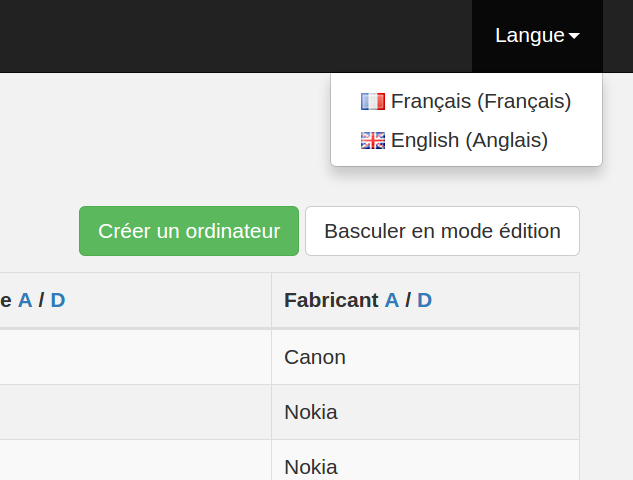 Langue
Français (Français)
English (Anglais)
Créer un ordinateur Basculer en mode édition
e A / D Fabricant A / D
Canon
Nokia
Nokia